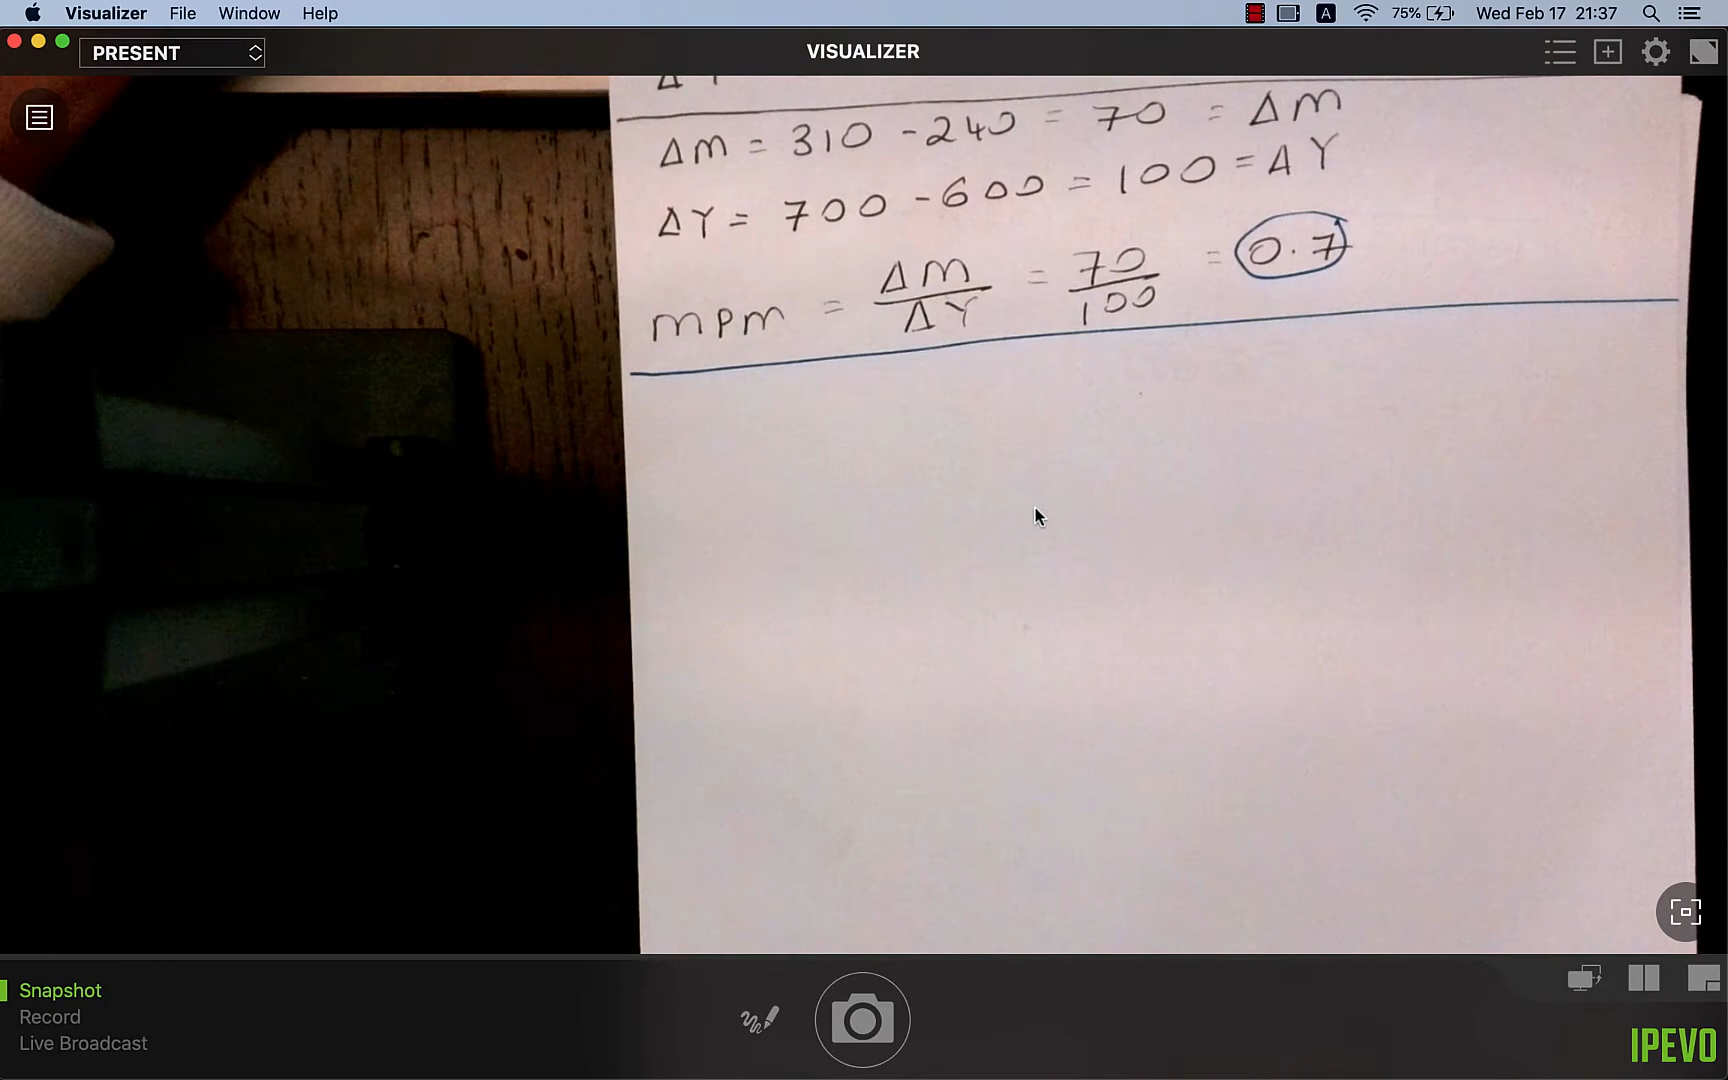 Visualizer File Window Help A 75% Wed Feb 17 21:37
PRESENT VISUALIZER
Δ Y
ΔM = 310 - 240 = 70 = ΔM
ΔY = 700 - 600 = 100 = ΔY
mpm = ΔM/ΔY = 70/100 = 0.7
Snapshot
Record
Live Broadcast
IPEVO